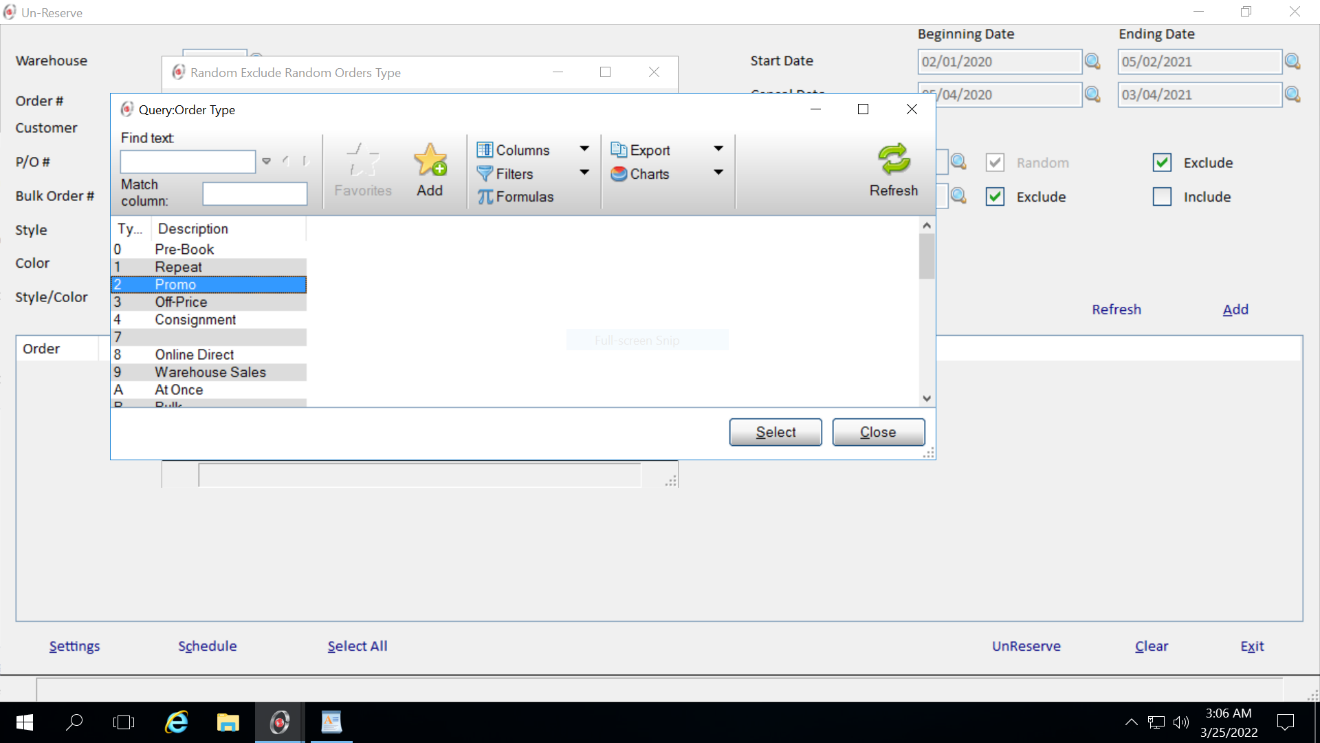 Un-Reserve
Beginning Date
Ending Date
Warehouse
Start Date
02/01/2020
05/02/2021
Random Exclude Random Orders Type
Order #
05/04/2020
03/04/2021
Query:Order Type
Customer
Find text:
P/O #
Columns
Export
Random
Exclude
Filters
Charts
Match
column:
Favorites
Add
Refresh
Bulk Order #
Formulas
Exclude
Include
Style
Ty...
Description
0
Pre-Book
Color
1
Repeat
2
Promo
Style/Color
3
Off-Price
Refresh
Add
4
Consignment
7
Full-screen Snip
Order
8
Online Direct
9
Warehouse Sales
A
At Once
B
Bulk
Select
Close
Settings
Schedule
Select All
UnReserve
Clear
Exit
3:06 AM
3/25/2022